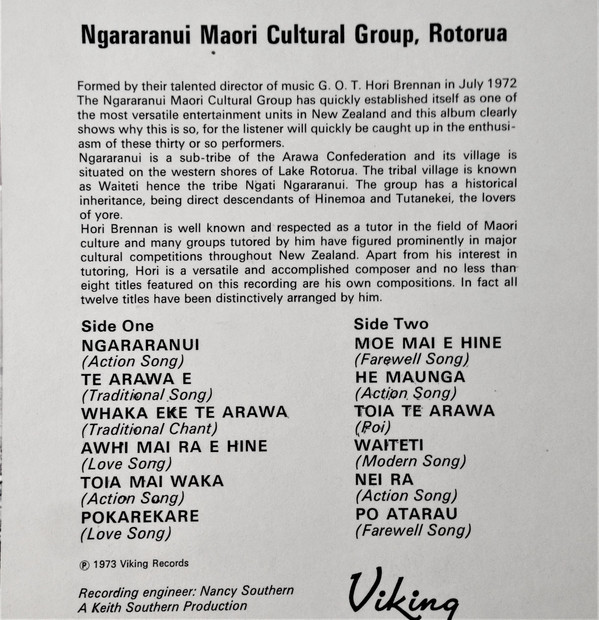 Ngararanui Maori Cultural Group, Rotorua
Formed by their talented director of music G. O. T. Hori Brennan in July 1972
The Ngararanui Maori Cultural Group has quickly established itself as one of
the most versatile entertainment units in New Zealand and this album clearly
shows why this is so, for the listener will quickly be caught up in the enthusi-
asm of these thirty or so performers.
Ngararanui is a sub-tribe of the Arawa Confederation and its village is
situated on the western shores of Lake Rotorua. The tribal village is known
as Waiteti hence the tribe Ngati Ngararanui. The group has a historical
inheritance, being direct descendants of Hinemoa and Tutanekei, the lovers
of yore.
Hori Brennan is well known and respected as a tutor in the field of Maori
culture and many groups tutored by him have figured prominently in major
cultural competitions throughout New Zealand. Apart from his interest in
tutoring, Hori is a versatile and accomplished composer and no less than
eight titles featured on this recording are his own compositions. In fact all
twelve titles have been distinctively arranged by him.
Side One
NGARARANUI
(Action Song)
TE ARAWA E
(Traditional Song)
WHAKA EKE TE ARAWA
(Traditional Chant)
AWHI MAI RA E HINE
(Love Song)
TOIA MAI WAKA
(Action Song)
POKAREKARE
(Love Song)
Side Two
MOE MAI E HINE
(Farewell Song)
HE MAUNGA
(Action Song)
TOIA TE ARAWA
(Poi)
WAITETI
(Modern Song)
NEI RA
(Action Song)
PO ATARAU
(Farewell Song)
℗ 1973 Viking Records
Recording engineer: Nancy Southern
A Keith Southern Production
Viking